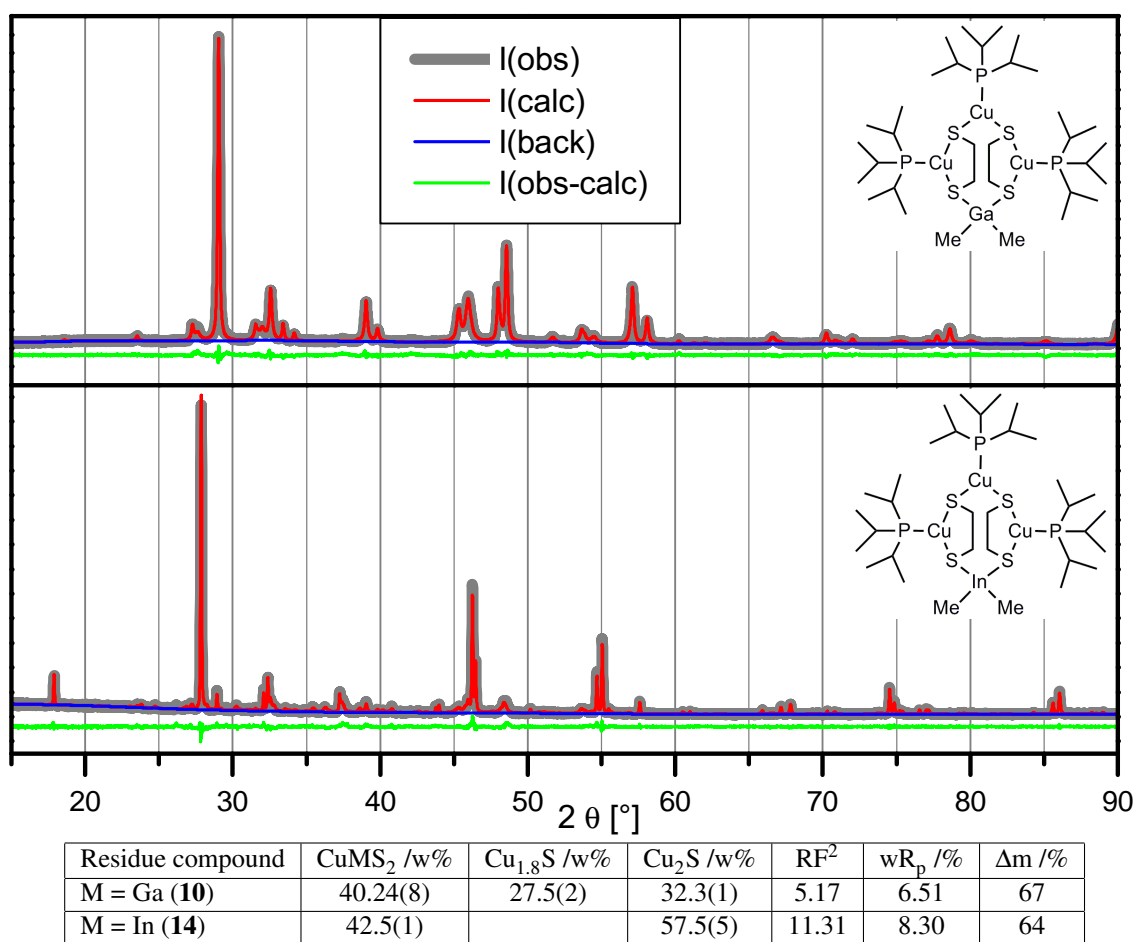 I(obs)
I(calc)
I(back)
I(obs-calc)
P
Cu
S S
P Cu Cu P
S S
Ga
Me Me
P
Cu
S S
P Cu Cu P
S S
In
Me Me
20 30 40 50 60 70 80 90
2 θ [°]
Residue compound CuMS₂ /w% Cu₁.₈S /w% Cu₂S /w% RF² wRₚ /% Δm /%
M = Ga (10) 40.24(8) 27.5(2) 32.3(1) 5.17 6.51 67
M = In (14) 42.5(1) 57.5(5) 11.31 8.30 64